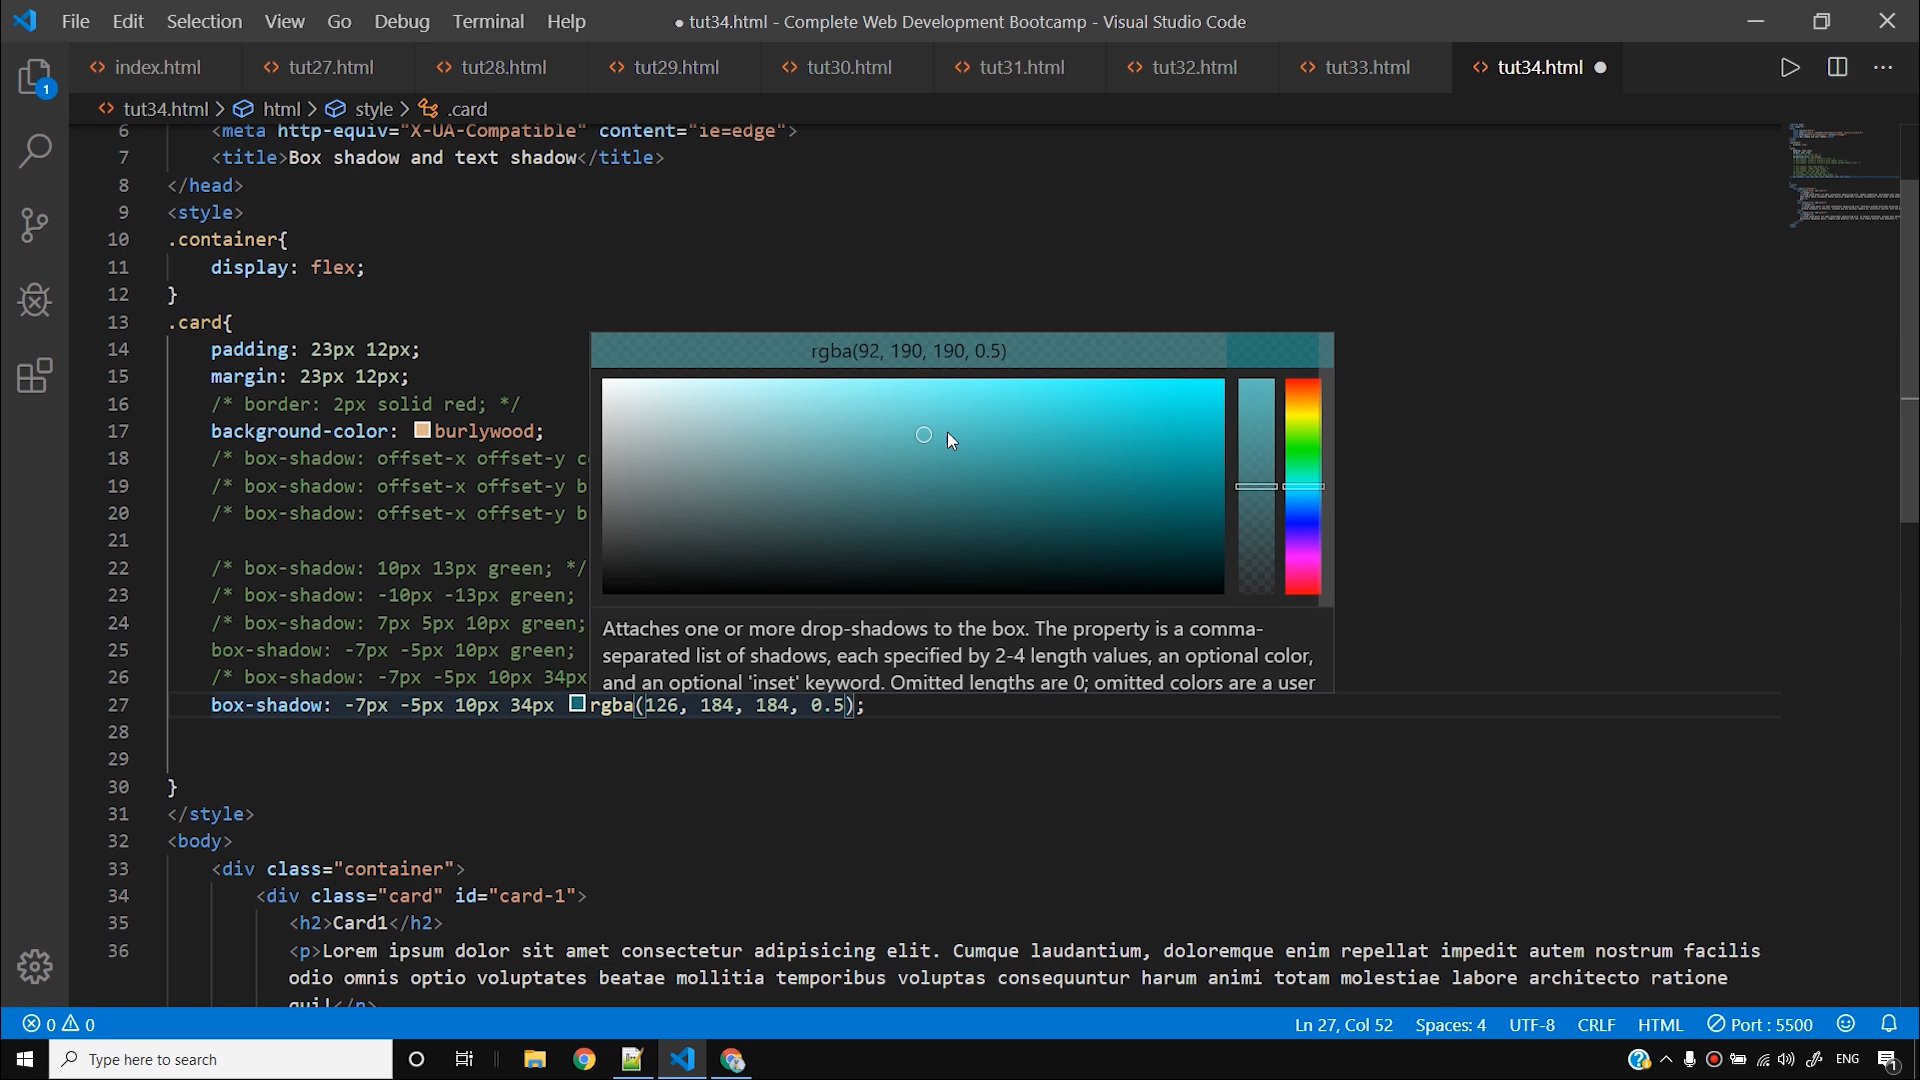 File Edit Selection View Go Debug Terminal Help
● tut34.html - Complete Web Development Bootcamp - Visual Studio Code
index.html tut27.html tut28.html tut29.html tut30.html tut31.html tut32.html tut33.html tut34.html
1
tut34.html > html > style > .card
6 <meta http-equiv="X-UA-Compatible" content="ie=edge">
7 <title>Box shadow and text shadow</title>
8 </head>
9 <style>
10 .container{
11 display: flex;
12 }
13 .card{
14 padding: 23px 12px;
15 margin: 23px 12px;
16 /* border: 2px solid red; */
17 background-color: burlywood;
18 /* box-shadow: offset-x offset-y c
19 /* box-shadow: offset-x offset-y b
20 /* box-shadow: offset-x offset-y b
21
22 /* box-shadow: 10px 13px green; */
23 /* box-shadow: -10px -13px green;
24 /* box-shadow: 7px 5px 10px green;
25 box-shadow: -7px -5px 10px green;
26 /* box-shadow: -7px -5px 10px 34px
27 box-shadow: -7px -5px 10px 34px rgba(126, 184, 184, 0.5);
28
29
30 }
31 </style>
32 <body>
33 <div class="container">
34 <div class="card" id="card-1">
35 <h2>Card1</h2>
36 <p>Lorem ipsum dolor sit amet consectetur adipisicing elit. Cumque laudantium, doloremque enim repellat impedit autem nostrum facilis
odio omnis optio voluptates beatae mollitia temporibus voluptas consequuntur harum animi totam molestiae labore architecto ratione
qui!</p>
rgba(92, 190, 190, 0.5)
Attaches one or more drop-shadows to the box. The property is a comma-
separated list of shadows, each specified by 2-4 length values, an optional color,
and an optional 'inset' keyword. Omitted lengths are 0; omitted colors are a user
0 0
Ln 27, Col 52 Spaces: 4 UTF-8 CRLF HTML Port : 5500
Type here to search
ENG
1